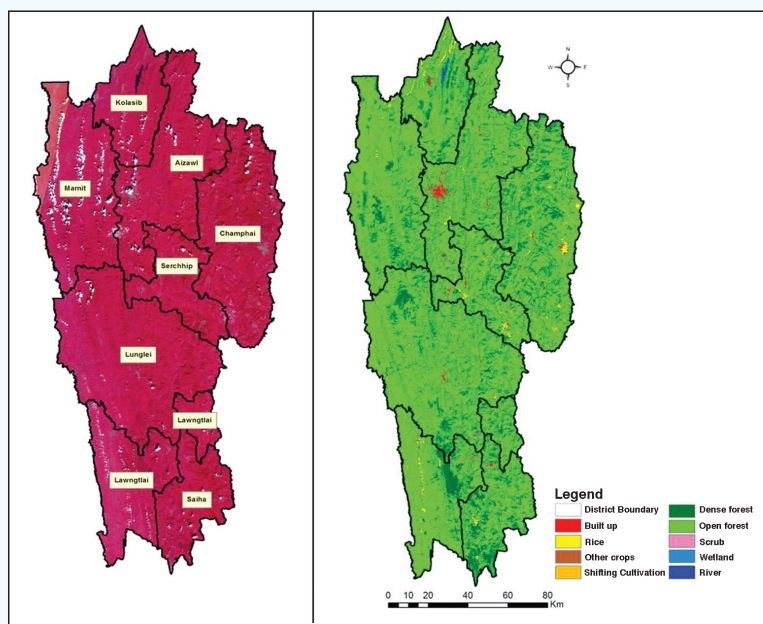 Kolasib
Aizawl
Mamit
Champhai
Serchhip
Lunglei
Lawngtlai
Lawngtlai
Saiha
N
W E
S
Legend
District Boundary
Built up
Rice
Other crops
Shifting Cultivation
Dense forest
Open forest
Scrub
Wetland
River
0 10 20 40 60 80
Km